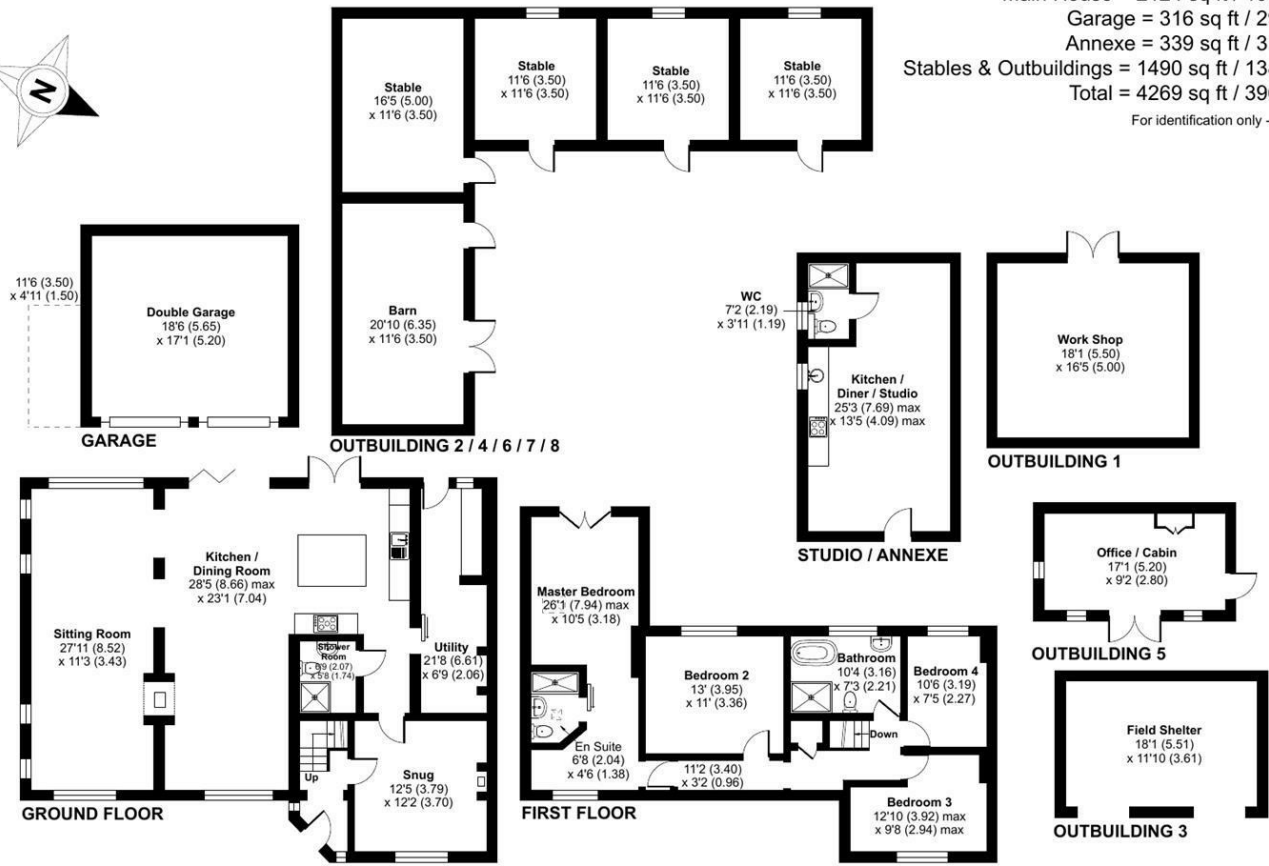 Garage = 316 sq ft /
Annexe = 339 sq ft /
Stables & Outbuildings = 1490 sq ft /
Total = 4269 sq ft /
For identification only -
N
Stable
16'5 (5.00)
x 11'6 (3.50)
Stable
11'6 (3.50)
x 11'6 (3.50)
Stable
11'6 (3.50)
x 11'6 (3.50)
Stable
11'6 (3.50)
x 11'6 (3.50)
11'6 (3.50)
x 4'11 (1.50)
Double Garage
18'6 (5.65)
x 17'1 (5.20)
GARAGE
Barn
20'10 (6.35)
x 11'6 (3.50)
OUTBUILDING 2 / 4 / 6 / 7 / 8
WC
7'2 (2.19)
x 3'11 (1.19)
Kitchen /
Diner / Studio
25'3 (7.69) max
x 13'5 (4.09) max
STUDIO / ANNEXE
Work Shop
18'1 (5.50)
x 16'5 (5.00)
OUTBUILDING 1
Office / Cabin
17'1 (5.20)
x 9'2 (2.80)
OUTBUILDING 5
Field Shelter
18'1 (5.51)
x 11'10 (3.61)
OUTBUILDING 3
Sitting Room
27'11 (8.52)
x 11'3 (3.43)
Kitchen /
Dining Room
28'5 (8.66) max
x 23'1 (7.04)
Shower
Room
6'9 (2.07)
x 5'8 (1.74)
Utility
21'8 (6.61)
x 6'9 (2.06)
Up
Snug
12'5 (3.79)
x 12'2 (3.70)
GROUND FLOOR
Master Bedroom
26'1 (7.94) max
x 10'5 (3.18)
En Suite
6'8 (2.04)
x 4'6 (1.38)
Bedroom 2
13' (3.95)
x 11' (3.36)
11'2 (3.40)
x 3'2 (0.96)
Bathroom
10'4 (3.16)
x 7'3 (2.21)
Down
Bedroom 4
10'6 (3.19)
x 7'5 (2.27)
Bedroom 3
12'10 (3.92) max
x 9'8 (2.94) max
FIRST FLOOR